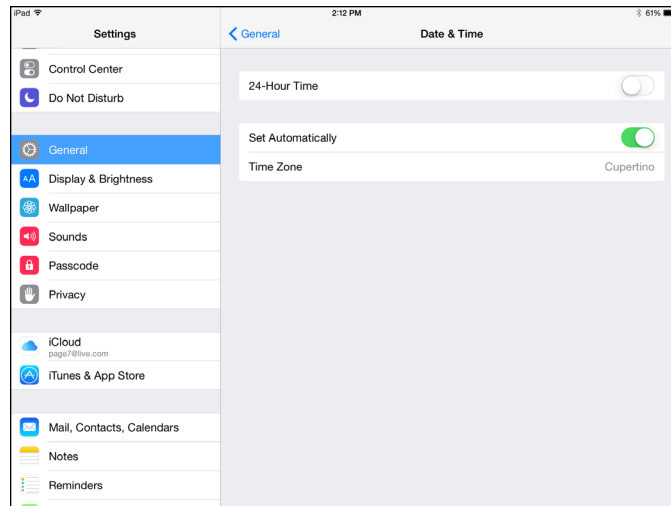 iPad 2:12 PM 61%
Settings
General Date & Time
Control Center
Do Not Disturb
General
AA Display & Brightness
Wallpaper
Sounds
Passcode
Privacy
iCloud
page7@live.com
iTunes & App Store
Mail, Contacts, Calendars
Notes
Reminders
24-Hour Time
Set Automatically
Time Zone Cupertino